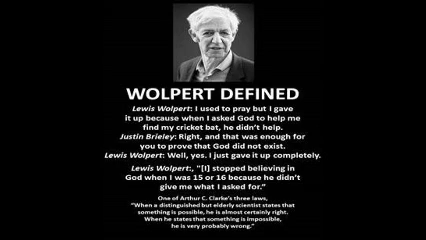 WOLPERT DEFINED
Lewis Wolpert: I used to pray but I gave
it up because when I asked God to help me
find my cricket bat, he didn't help.
Justin Brieley: Right, and that was enough for
you to prove that God did not exist.
Lewis Wolpert: Well, yes. I just gave it up completely.
Lewis Wolpert:, "[I] stopped believing in
God when I was 15 or 16 because he didn't
give me what I asked for."
One of Arthur C. Clarke's three laws,
"When a distinguished but elderly scientist states that
something is possible, he is almost certainly right.
When he states that something is impossible,
he is very probably wrong."